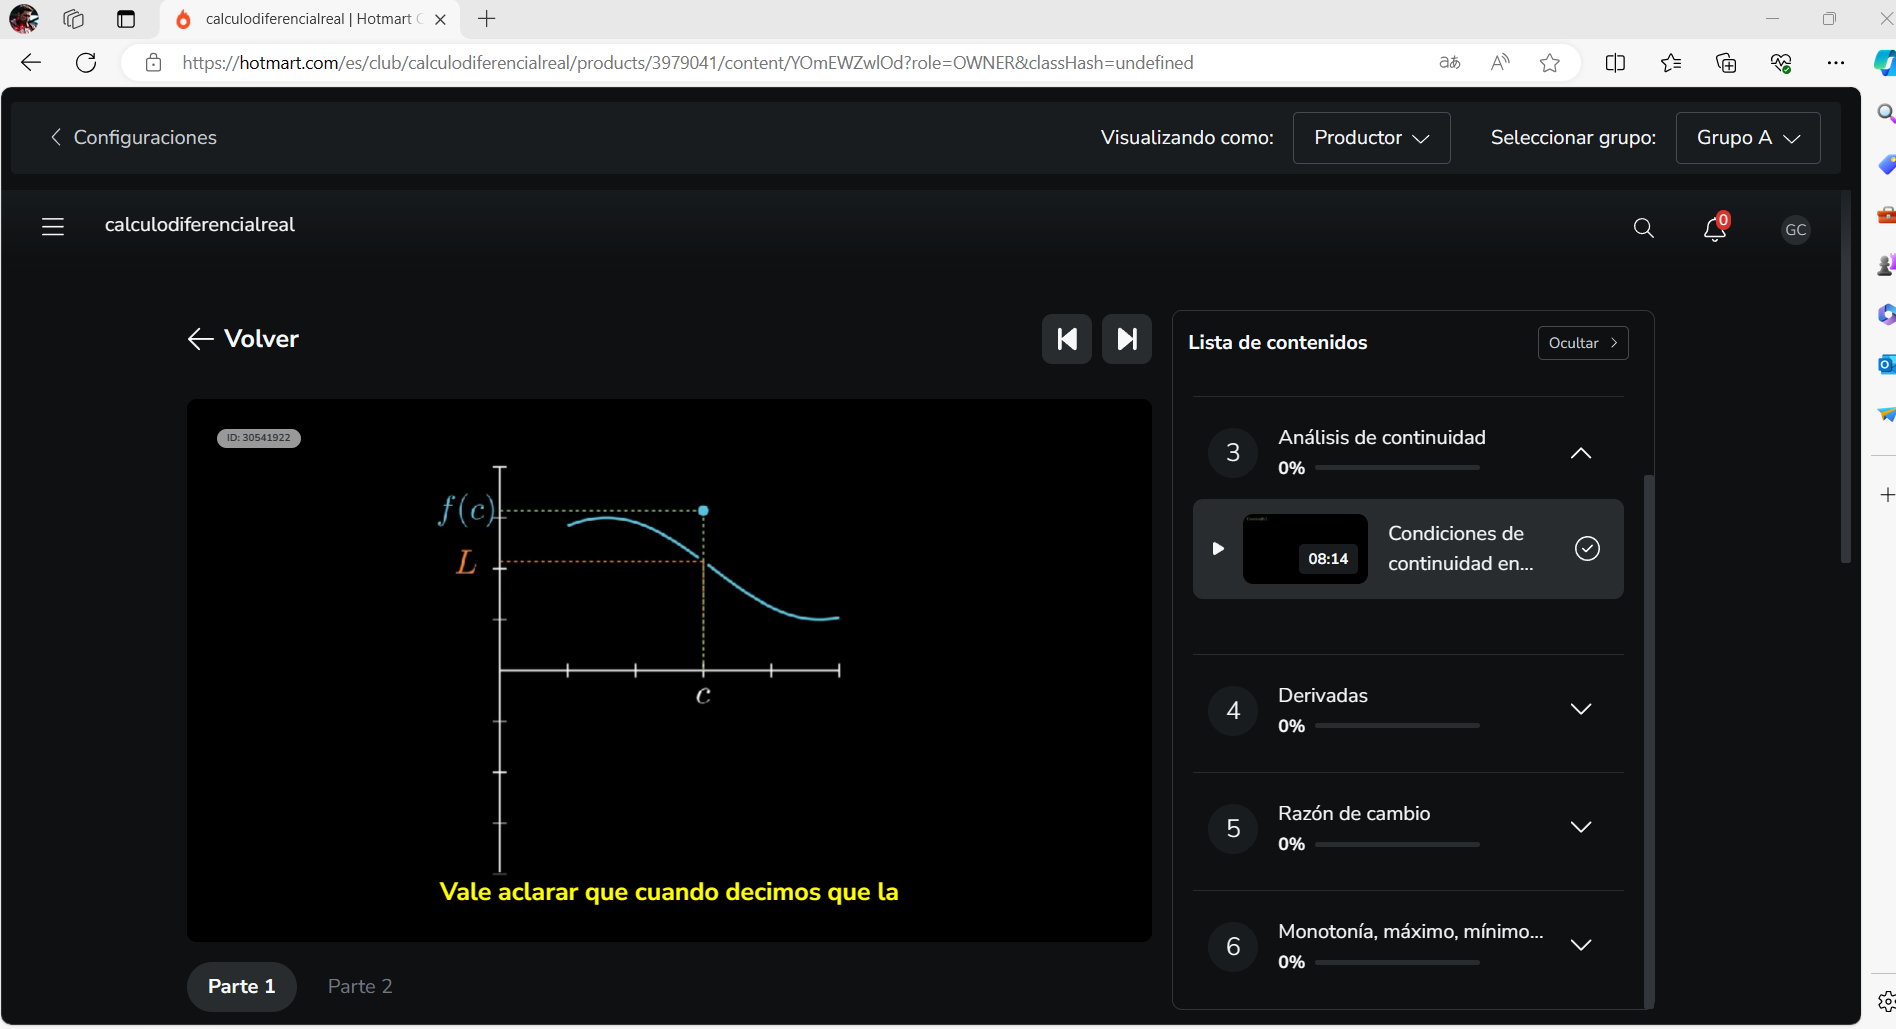 calculodiferencialreal | Hotmart C
https://hotmart.com/es/club/calculodiferencialreal/products/3979041/content/YOmEWZwlOd?role=OWNER&classHash=undefined
Configuraciones
Visualizando como:
Productor
Seleccionar grupo:
Grupo A
calculodiferencialreal
0
GC
Volver
Lista de contenidos
Ocultar
ID: 30541922
f(c)
L
c
Vale aclarar que cuando decimos que la
Parte 1
Parte 2
3
Análisis de continuidad
0%
08:14
Condiciones de
continuidad en...
4
Derivadas
0%
5
Razón de cambio
0%
6
Monotonía, máximo, mínimo...
0%